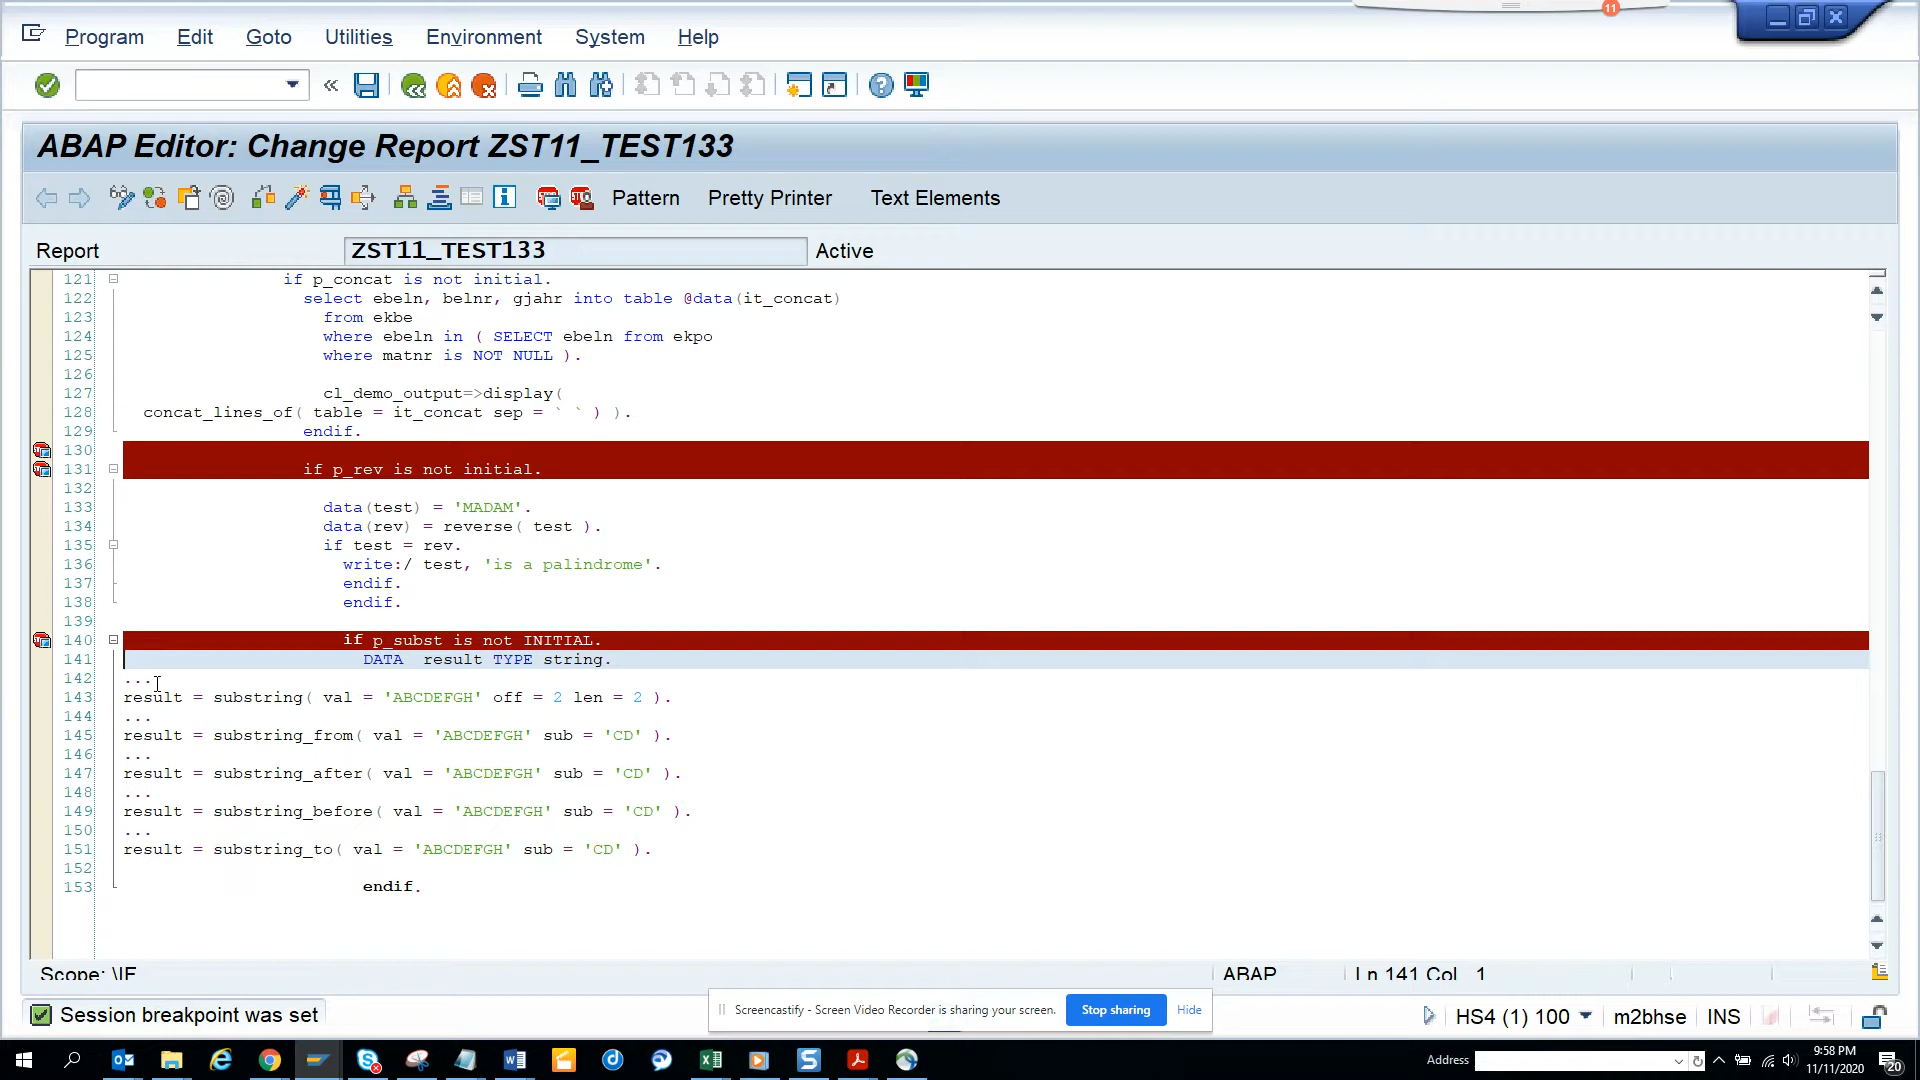 11
Program Edit Goto Utilities Environment System Help
ABAP Editor: Change Report ZST11_TEST133
Pattern Pretty Printer Text Elements
Report ZST11_TEST133 Active
121 if p_concat is not initial.
122 select ebeln, belnr, gjahr into table @data(it_concat)
123 from ekbe
124 where ebeln in ( SELECT ebeln from ekpo
125 where matnr is NOT NULL ).
126
127 cl_demo_output=>display(
128 concat_lines_of( table = it_concat sep = ` ` ) ).
129 endif.
130
131 if p_rev is not initial.
132
133 data(test) = 'MADAM'.
134 data(rev) = reverse( test ).
135 if test = rev.
136 write:/ test, 'is a palindrome'.
137 endif.
138 endif.
139
140 if p_subst is not INITIAL.
141 DATA result TYPE string.
142 ...
143 result = substring( val = 'ABCDEFGH' off = 2 len = 2 ).
144 ...
145 result = substring_from( val = 'ABCDEFGH' sub = 'CD' ).
146 ...
147 result = substring_after( val = 'ABCDEFGH' sub = 'CD' ).
148 ...
149 result = substring_before( val = 'ABCDEFGH' sub = 'CD' ).
150 ...
151 result = substring_to( val = 'ABCDEFGH' sub = 'CD' ).
152
153 endif.
Scope: \IF ABAP Ln 141 Col 1
Screencastify - Screen Video Recorder is sharing your screen. Stop sharing Hide
Session breakpoint was set HS4 (1) 100 m2bhse INS
Address 9:58 PM
11/11/2020 20